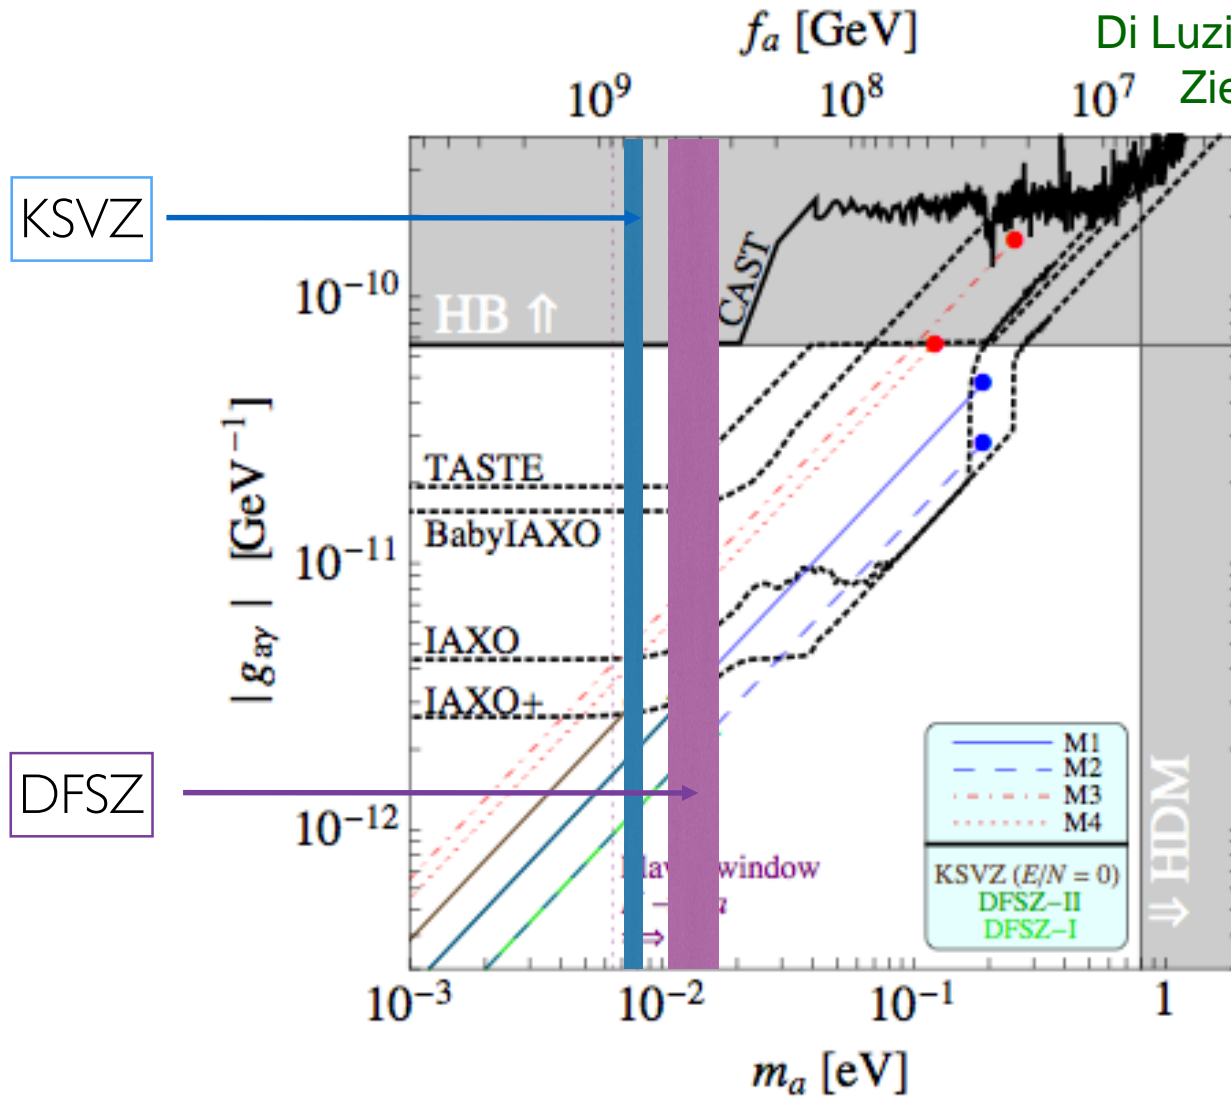 f_a [GeV]
Di Luzi
Zie
10^9
10^8
10^7
KSVZ
10^−10
HB ⇑
CAST
|g_aγ| [GeV^−1]
TASTE
BabyIAXO
10^−11
IAXO
IAXO+
DFSZ
10^−12
window
M1
M2
M3
M4
KSVZ (E/N = 0)
DFSZ−II
DFSZ−I
⇓ HDM
10^−3
10^−2
10^−1
1
m_a [eV]